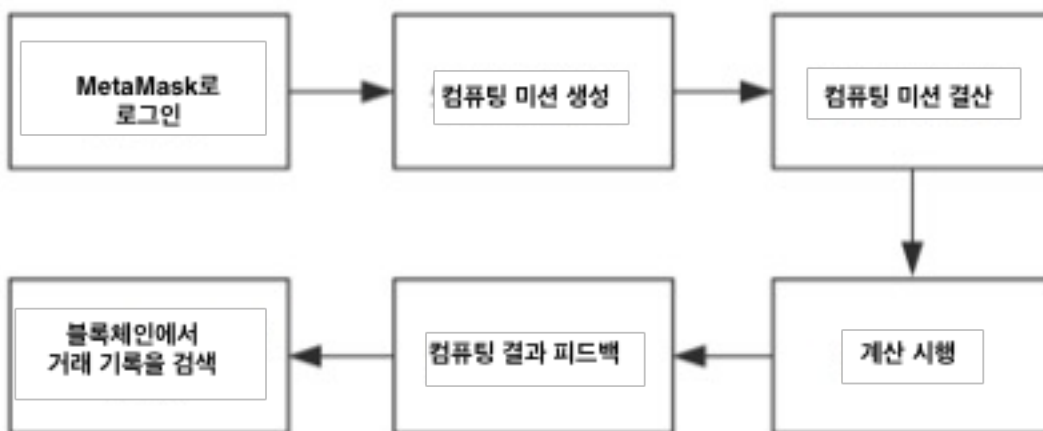 MetaMask로
로그인
컴퓨팅 미션 생성
컴퓨팅 미션 결산
계산 시행
컴퓨팅 결과 피드백
블록체인에서
거래 기록을 검색